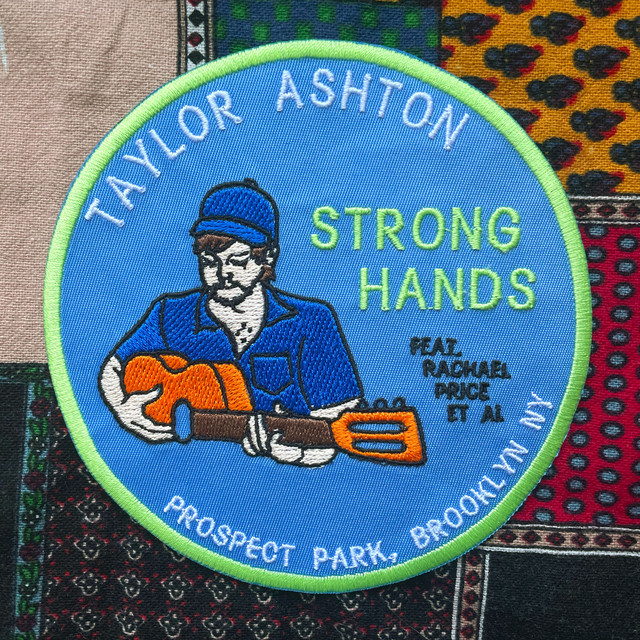 TAYLOR ASHTON
STRONG
HANDS
FEAT.
RACHAEL
PRICE
ET AL
PROSPECT PARK, BROOKLYN NY